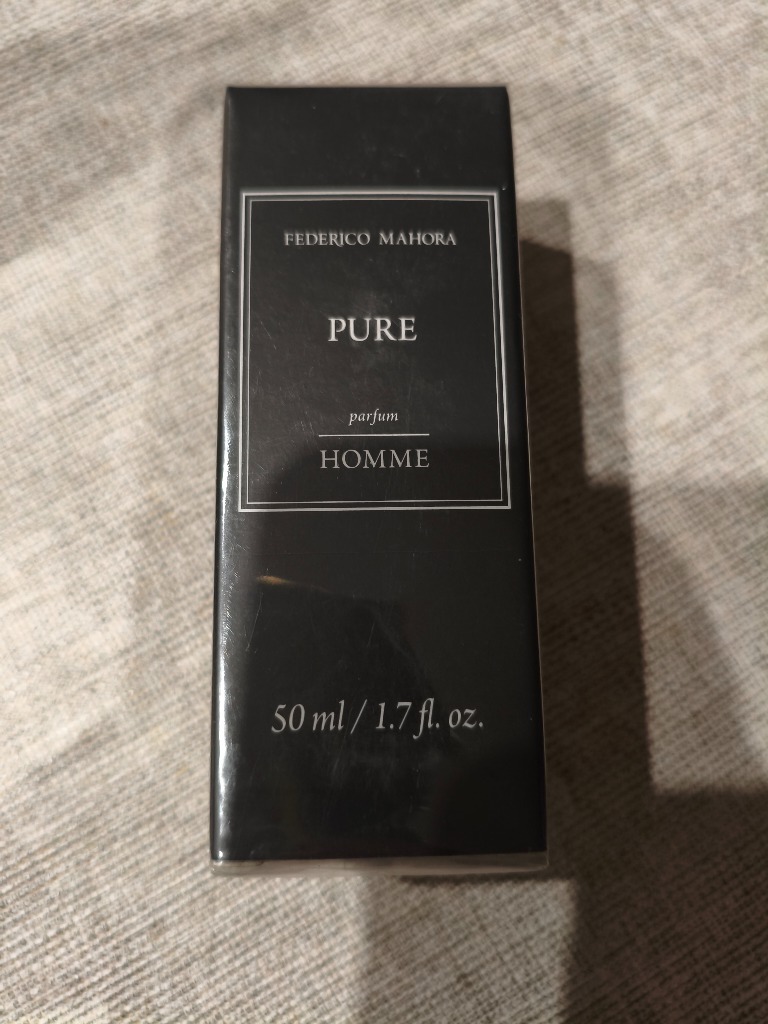 FEDERICO MAHORA
PURE
parfum
HOMME
50 ml / 1.7 fl. oz.